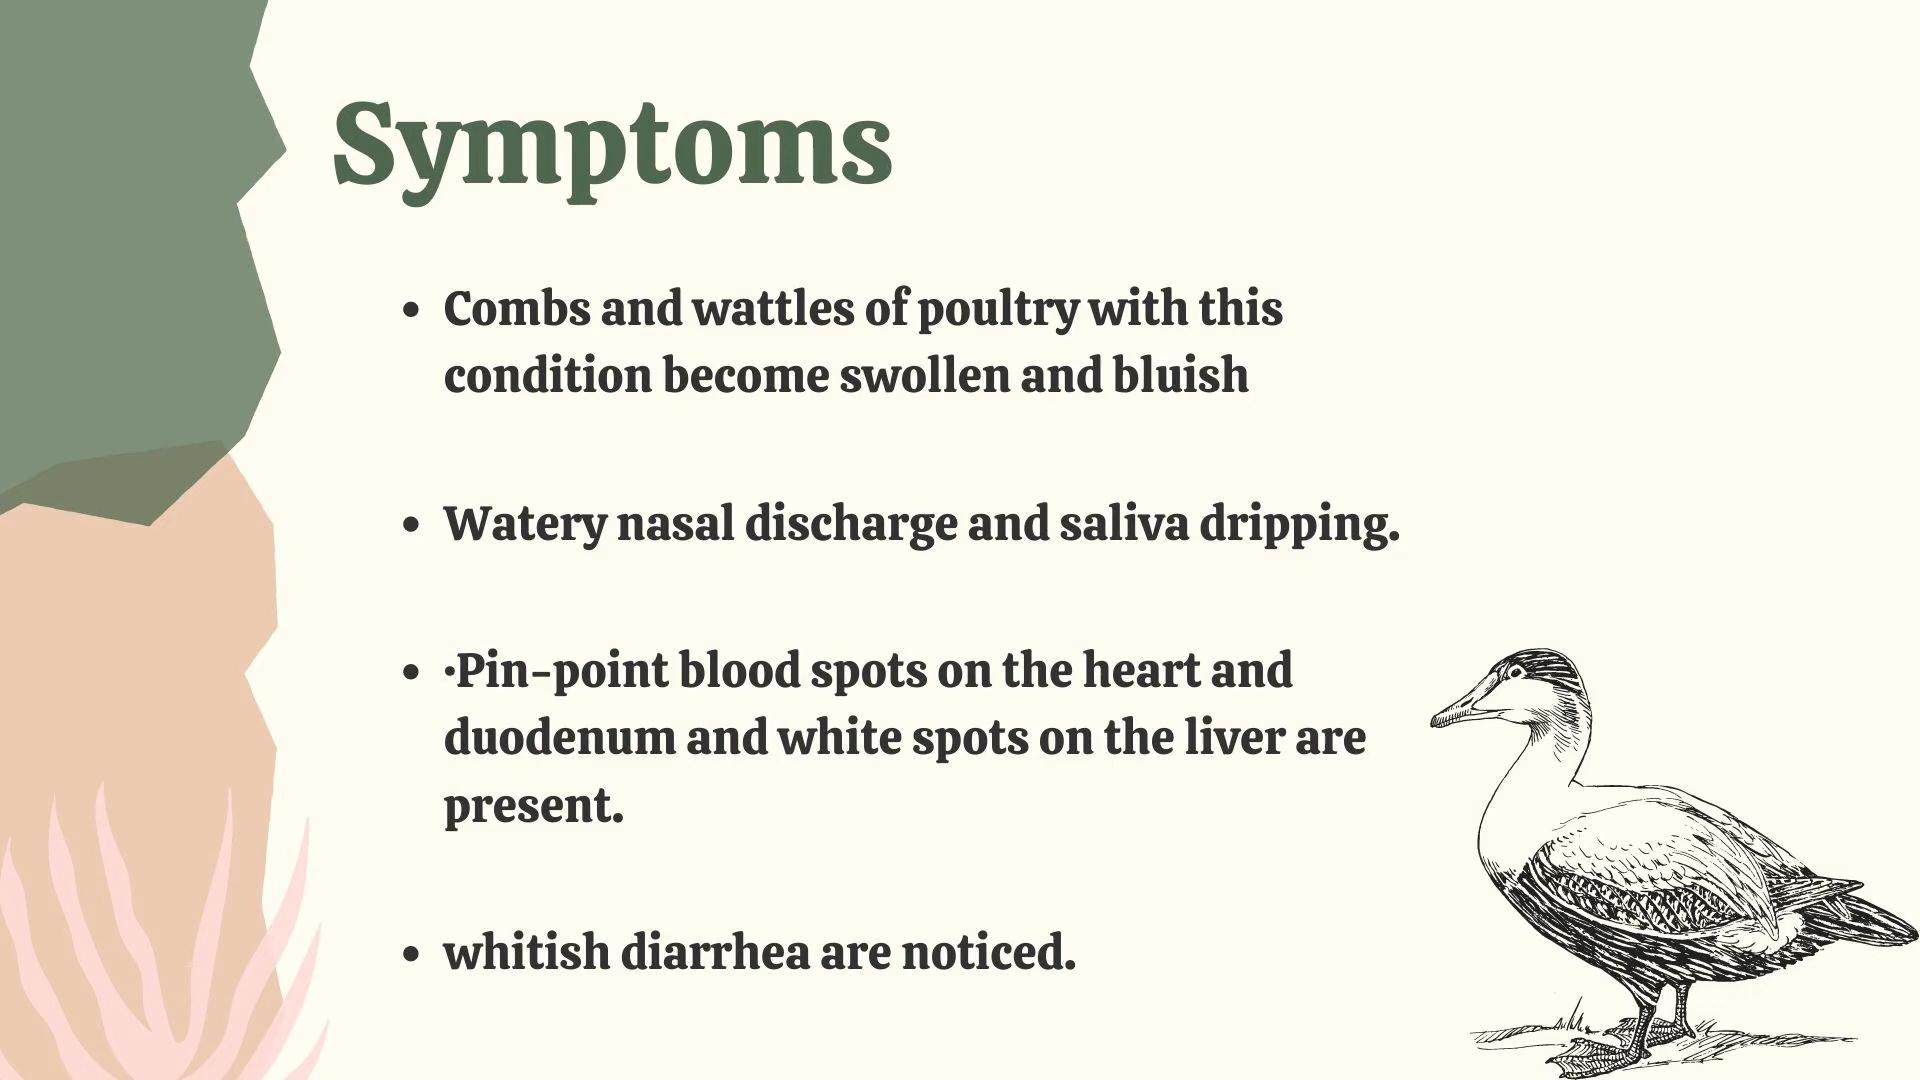 Symptoms
• Combs and wattles of poultry with this
condition become swollen and bluish
• Watery nasal discharge and saliva dripping.
• ·Pin-point blood spots on the heart and
duodenum and white spots on the liver are
present.
• whitish diarrhea are noticed.